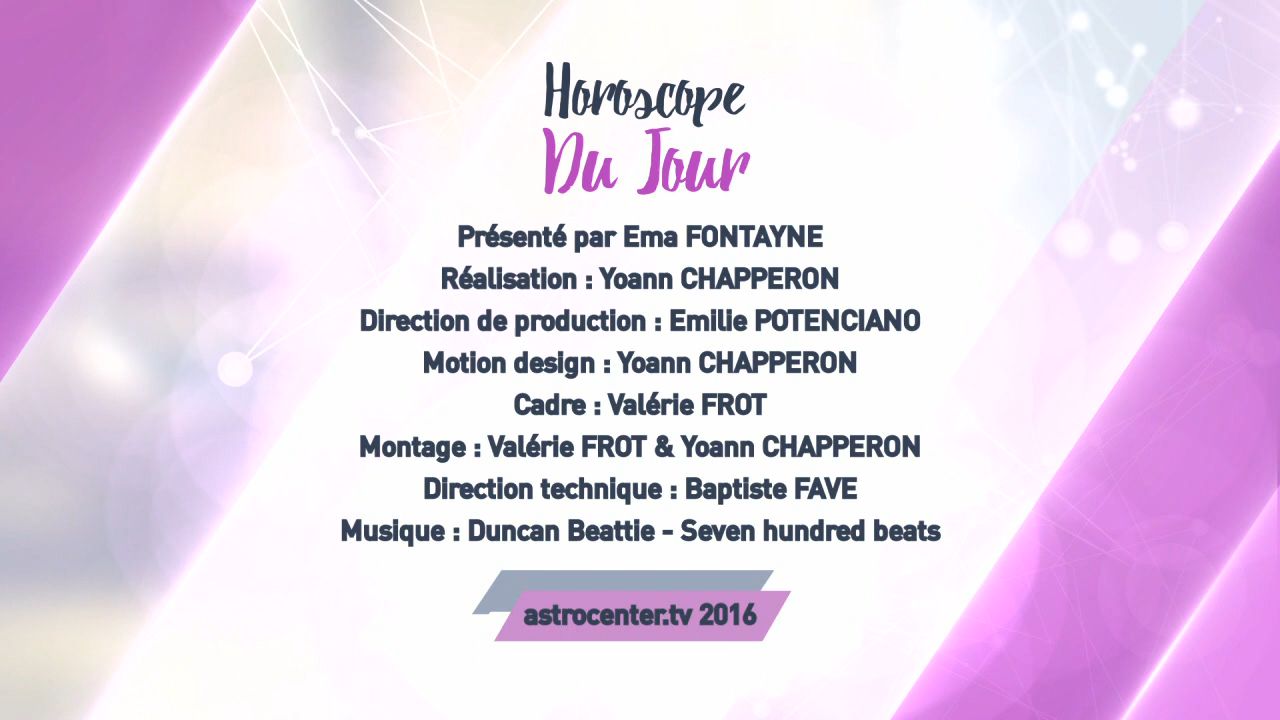 Horoscope
Du Jour
Présenté par Ema FONTAYNE
Réalisation : Yoann CHAPPERON
Direction de production : Emilie POTENCIANO
Motion design : Yoann CHAPPERON
Cadre : Valérie FROT
Montage : Valérie FROT & Yoann CHAPPERON
Direction technique : Baptiste FAVE
Musique : Duncan Beattie - Seven hundred beats
astrocenter.tv 2016